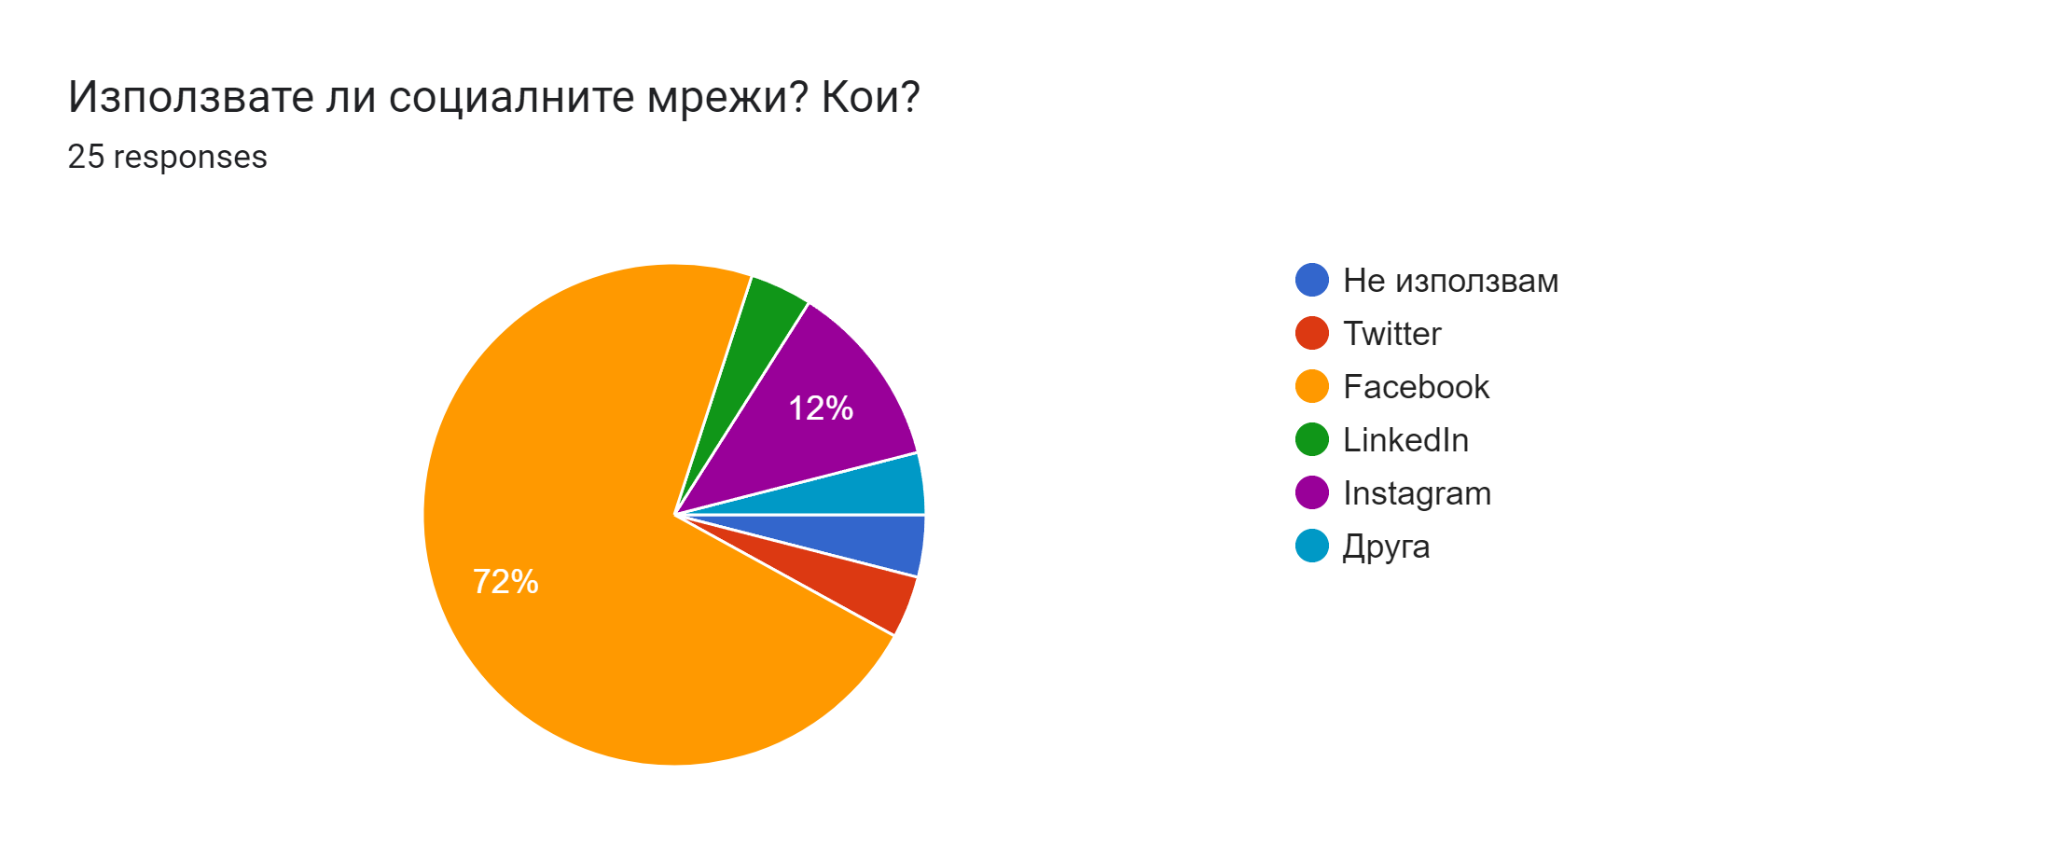 Използвате ли социалните мрежи? Кои?
25 responses
72%
12%
Не използвам
Twitter
Facebook
LinkedIn
Instagram
Друга